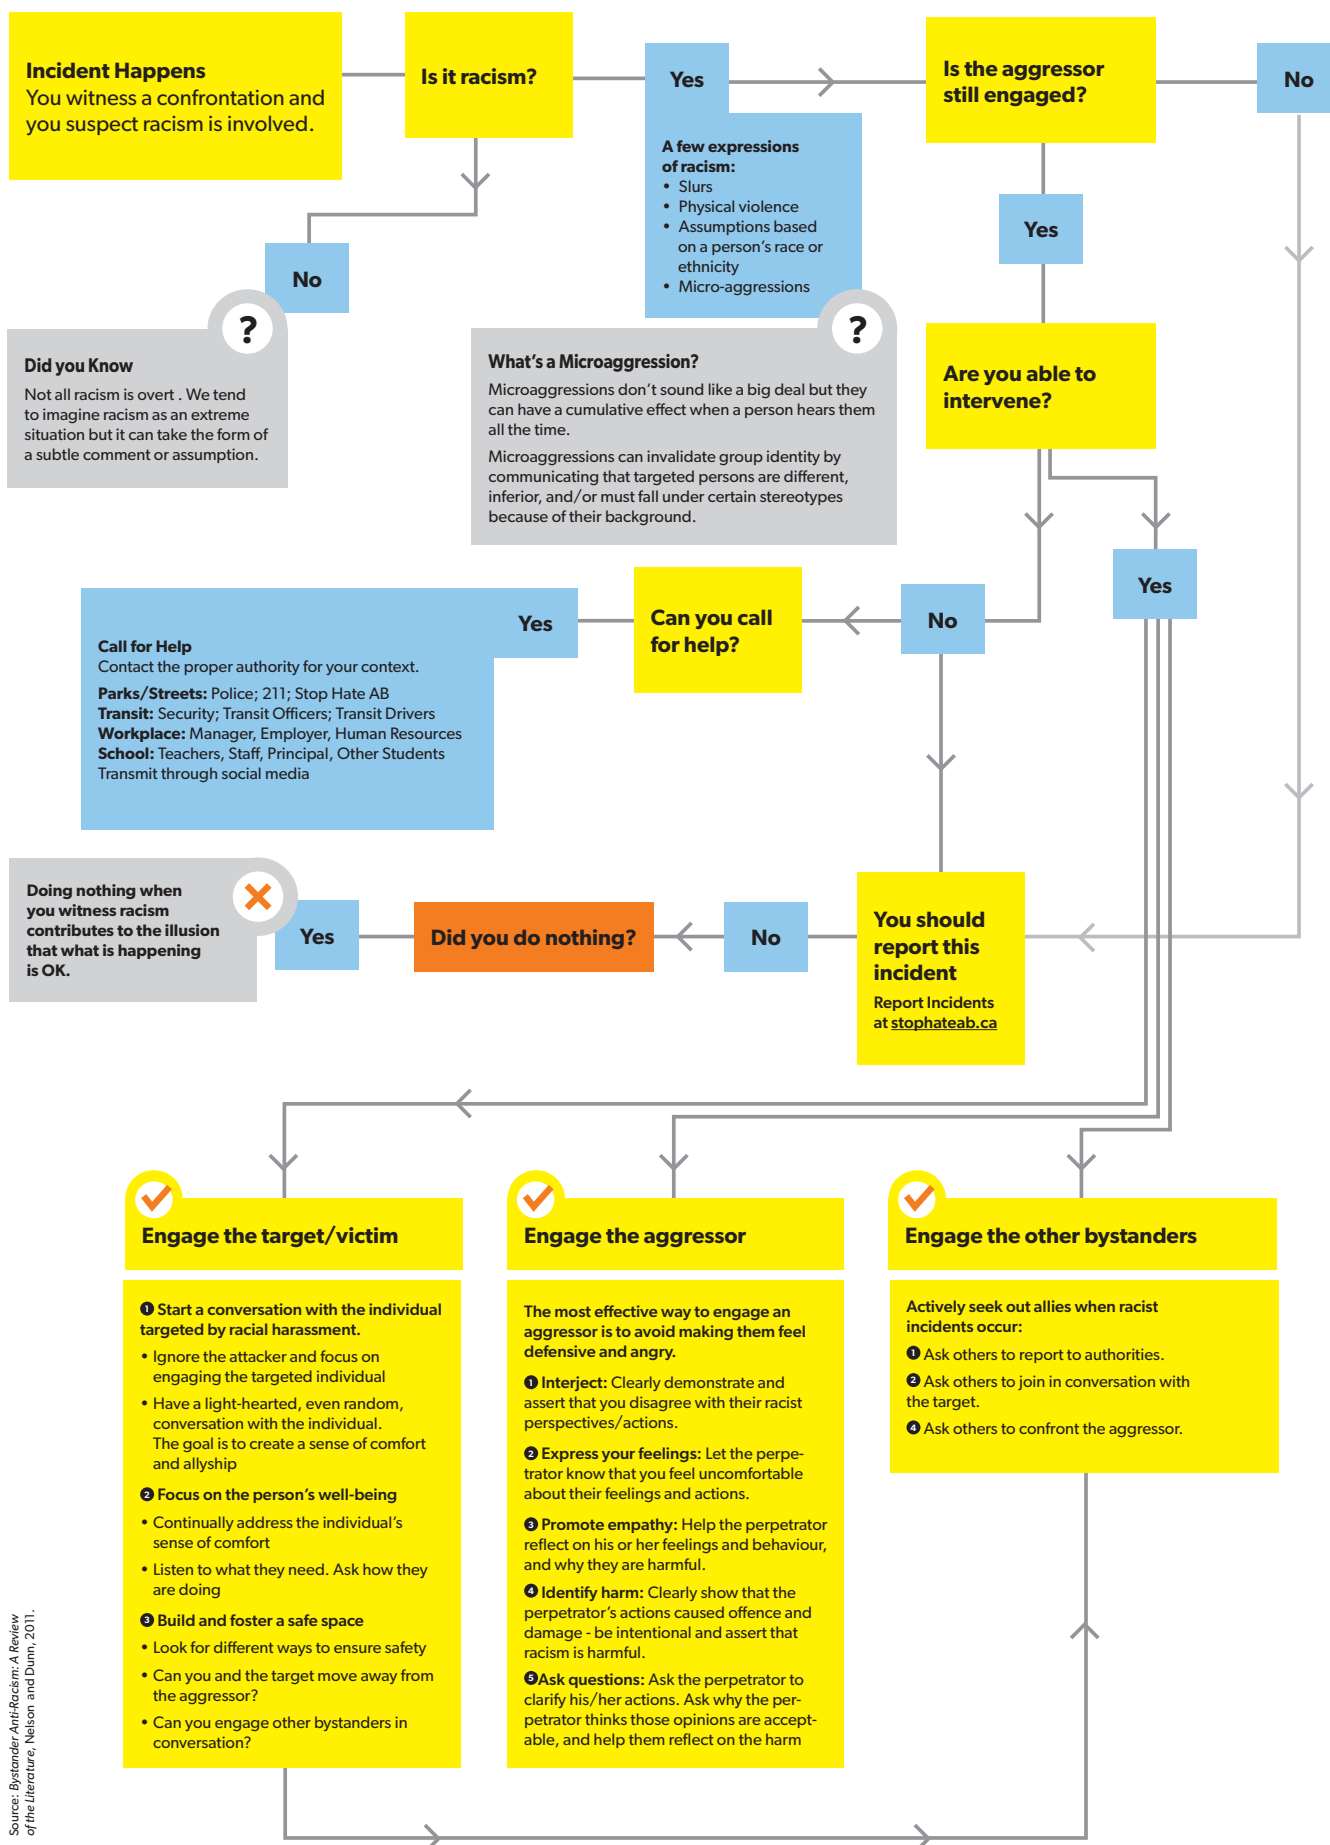 Incident Happens
You witness a confrontation and
you suspect racism is involved.
Is it racism?
Yes
Is the aggressor
still engaged?
No
A few expressions
of racism:
• Slurs
• Physical violence
• Assumptions based
on a person's race or
ethnicity
• Micro-aggressions
Yes
No
?
Did you Know
Not all racism is overt . We tend
to imagine racism as an extreme
situation but it can take the form of
a subtle comment or assumption.
?
What's a Microaggression?
Microaggressions don't sound like a big deal but they
can have a cumulative effect when a person hears them
all the time.
Microaggressions can invalidate group identity by
communicating that targeted persons are different,
inferior, and/or must fall under certain stereotypes
because of their background.
Are you able to
intervene?
Yes
No
Can you call
for help?
Yes
Call for Help
Contact the proper authority for your context.
Parks/Streets: Police; 211; Stop Hate AB
Transit: Security; Transit Officers; Transit Drivers
Workplace: Manager, Employer, Human Resources
School: Teachers, Staff, Principal, Other Students
Transmit through social media
Doing nothing when
you witness racism
contributes to the illusion
that what is happening
is OK.
Yes
Did you do nothing?
No
You should
report this
incident
Report Incidents
at stophateab.ca
Engage the target/victim
1 Start a conversation with the individual
targeted by racial harassment.
• Ignore the attacker and focus on
engaging the targeted individual
• Have a light-hearted, even random,
conversation with the individual.
The goal is to create a sense of comfort
and allyship
2 Focus on the person's well-being
• Continually address the individual's
sense of comfort
• Listen to what they need. Ask how they
are doing
3 Build and foster a safe space
• Look for different ways to ensure safety
• Can you and the target move away from
the aggressor?
• Can you engage other bystanders in
conversation?
Engage the aggressor
The most effective way to engage an
aggressor is to avoid making them feel
defensive and angry.
1 Interject: Clearly demonstrate and
assert that you disagree with their racist
perspectives/actions.
2 Express your feelings: Let the perpe-
trator know that you feel uncomfortable
about their feelings and actions.
3 Promote empathy: Help the perpetrator
reflect on his or her feelings and behaviour,
and why they are harmful.
4 Identify harm: Clearly show that the
perpetrator's actions caused offence and
damage - be intentional and assert that
racism is harmful.
5 Ask questions: Ask the perpetrator to
clarify his/her actions. Ask why the per-
petrator thinks those opinions are accept-
able, and help them reflect on the harm
Engage the other bystanders
Actively seek out allies when racist
incidents occur:
1 Ask others to report to authorities.
2 Ask others to join in conversation with
the target.
4 Ask others to confront the aggressor.
Source: Bystander Anti-Racism: A Review
of the Literature, Nelson and Dunn, 2011.